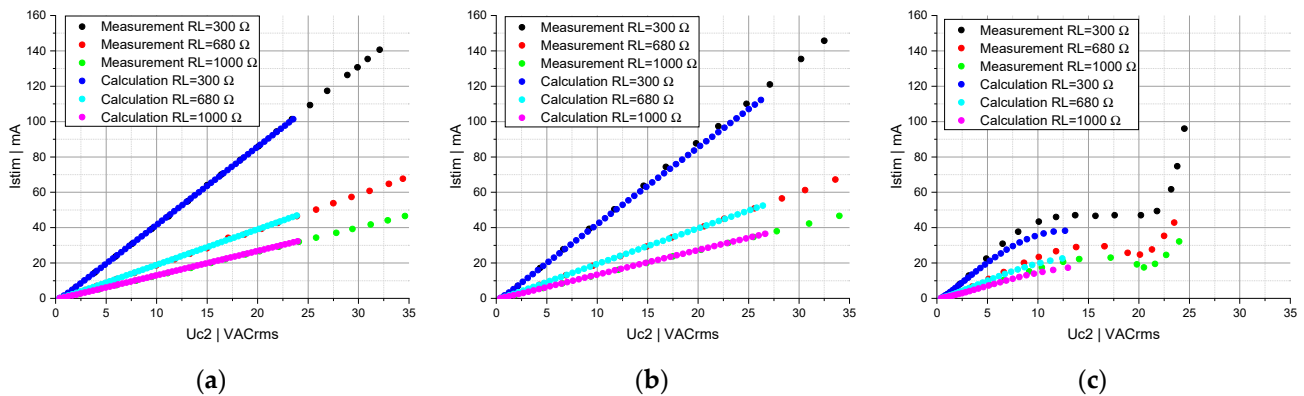 160
140
120
100
80
60
40
20
0
Istim | mA
Measurement RL=300 Ω
Measurement RL=680 Ω
Measurement RL=1000 Ω
Calculation RL=300 Ω
Calculation RL=680 Ω
Calculation RL=1000 Ω
0 5 10 15 20 25 30 35
Uc2 | VACrms
(a)
160
140
120
100
80
60
40
20
0
Istim | mA
Measurement RL=300 Ω
Measurement RL=680 Ω
Measurement RL=1000 Ω
Calculation RL=300 Ω
Calculation RL=680 Ω
Calculation RL=1000 Ω
0 5 10 15 20 25 30 35
Uc2 | VACrms
(b)
160
140
120
100
80
60
40
20
0
Istim | mA
Measurement RL=300 Ω
Measurement RL=680 Ω
Measurement RL=1000 Ω
Calculation RL=300 Ω
Calculation RL=680 Ω
Calculation RL=1000 Ω
0 5 10 15 20 25 30 35
Uc2 | VACrms
(c)